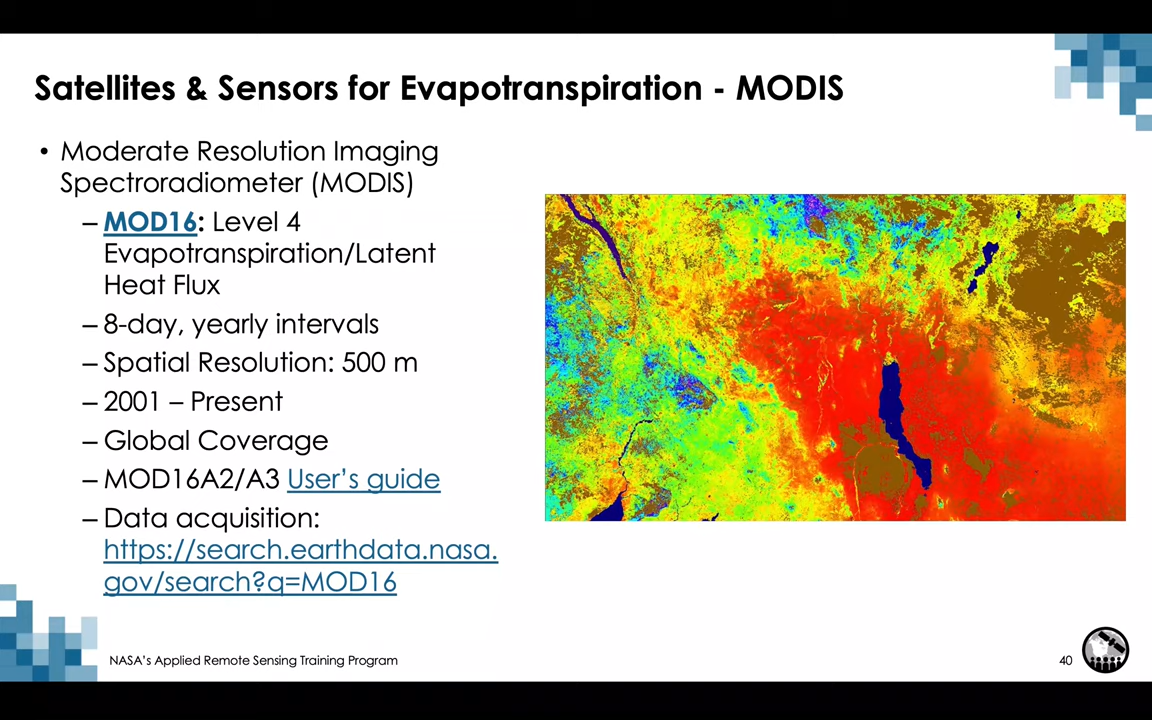 Satellites & Sensors for Evapotranspiration - MODIS
• Moderate Resolution Imaging
Spectroradiometer (MODIS)
– MOD16: Level 4
Evapotranspiration/Latent
Heat Flux
– 8-day, yearly intervals
– Spatial Resolution: 500 m
– 2001 – Present
– Global Coverage
– MOD16A2/A3 User’s guide
– Data acquisition:
https://search.earthdata.nasa.
gov/search?q=MOD16
NASA’s Applied Remote Sensing Training Program
40